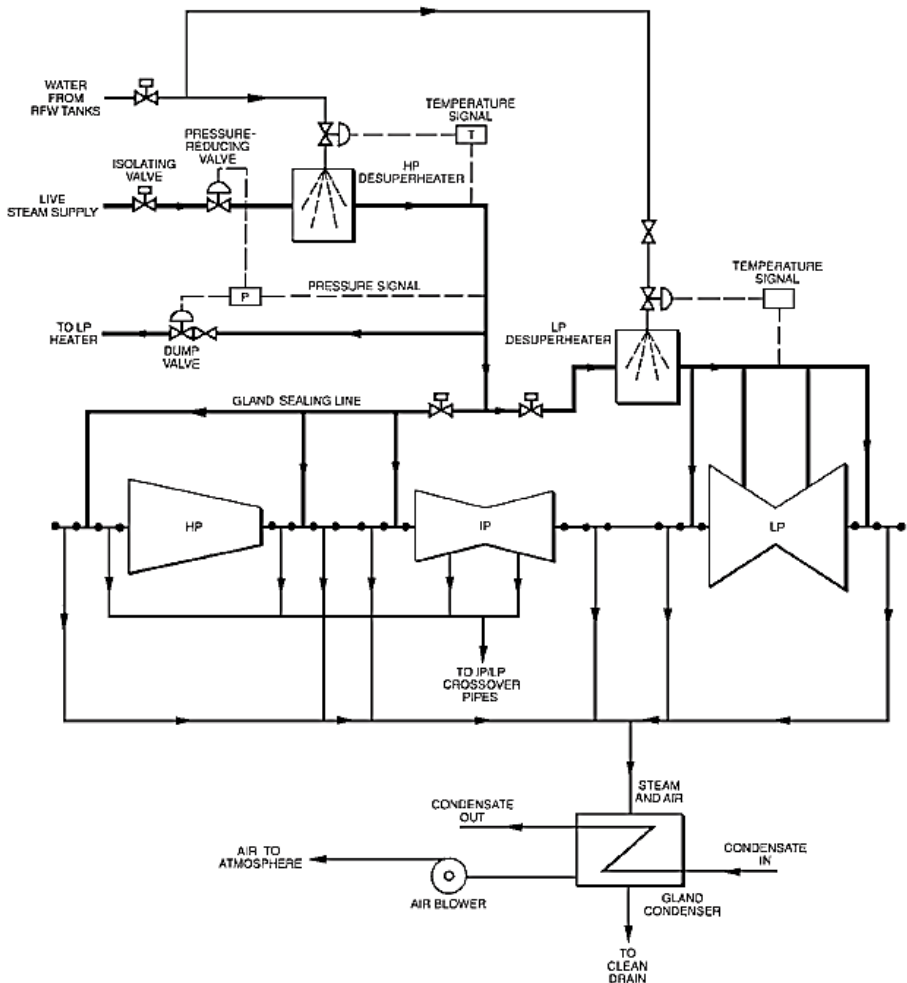 WATER
FROM
RFW TANKS
TEMPERATURE
SIGNAL
T
PRESSURE-
REDUCING
VALVE
ISOLATING
VALVE
HP
DESUPERHEATER
LIVE
STEAM SUPPLY
TEMPERATURE
SIGNAL
P
PRESSURE SIGNAL
TO LP
HEATER
DUMP
VALVE
LP
DESUPERHEATER
GLAND SEALING LINE
HP
IP
LP
TO IP/LP
CROSSOVER
PIPES
STEAM
AND AIR
CONDENSATE
OUT
CONDENSATE
IN
AIR TO
ATMOSPHERE
AIR BLOWER
GLAND
CONDENSER
TO
CLEAN
DRAIN